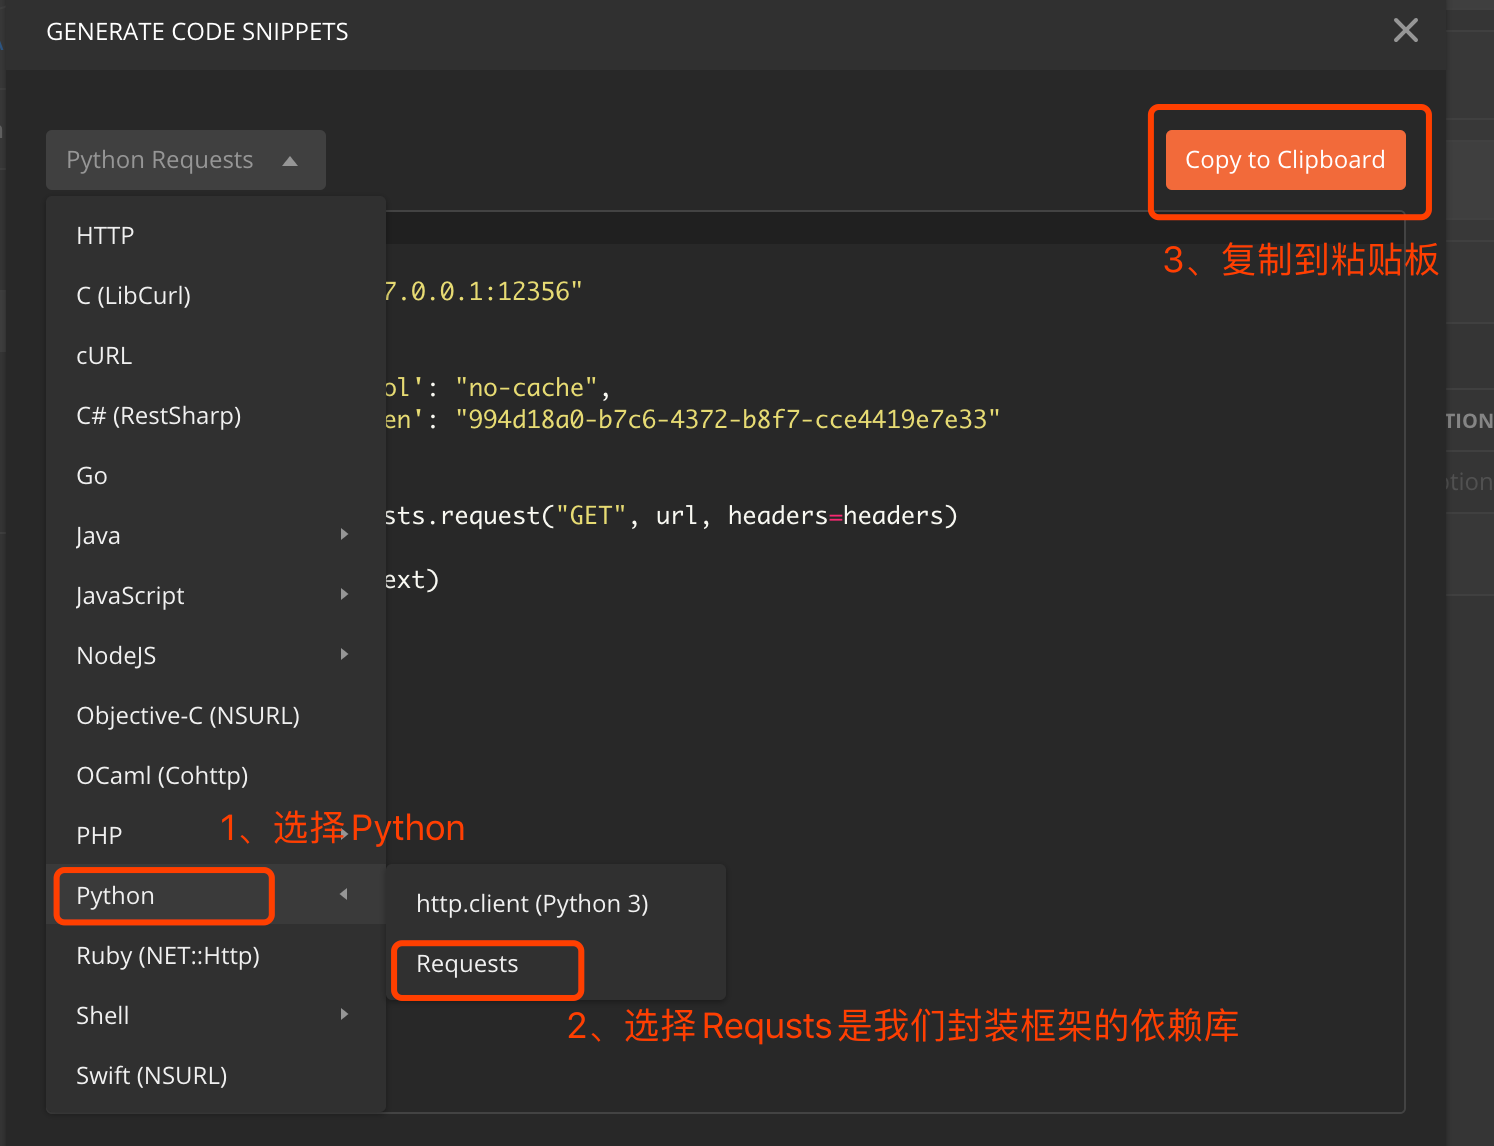 GENERATE CODE SNIPPETS
Python Requests
Copy to Clipboard
3、复制到粘贴板
HTTP
C (LibCurl)
cURL
C# (RestSharp)
Go
Java
JavaScript
NodeJS
Objective-C (NSURL)
OCaml (Cohttp)
PHP
Python
Ruby (NET::Http)
Shell
Swift (NSURL)
7.0.0.1:12356"
ol': "no-cache",
en': "994d18a0-b7c6-4372-b8f7-cce4419e7e33"
sts.request("GET", url, headers=headers)
ext)
1、选择Python
http.client (Python 3)
Requests
2、选择Requsts是我们封装框架的依赖库
TION
ption